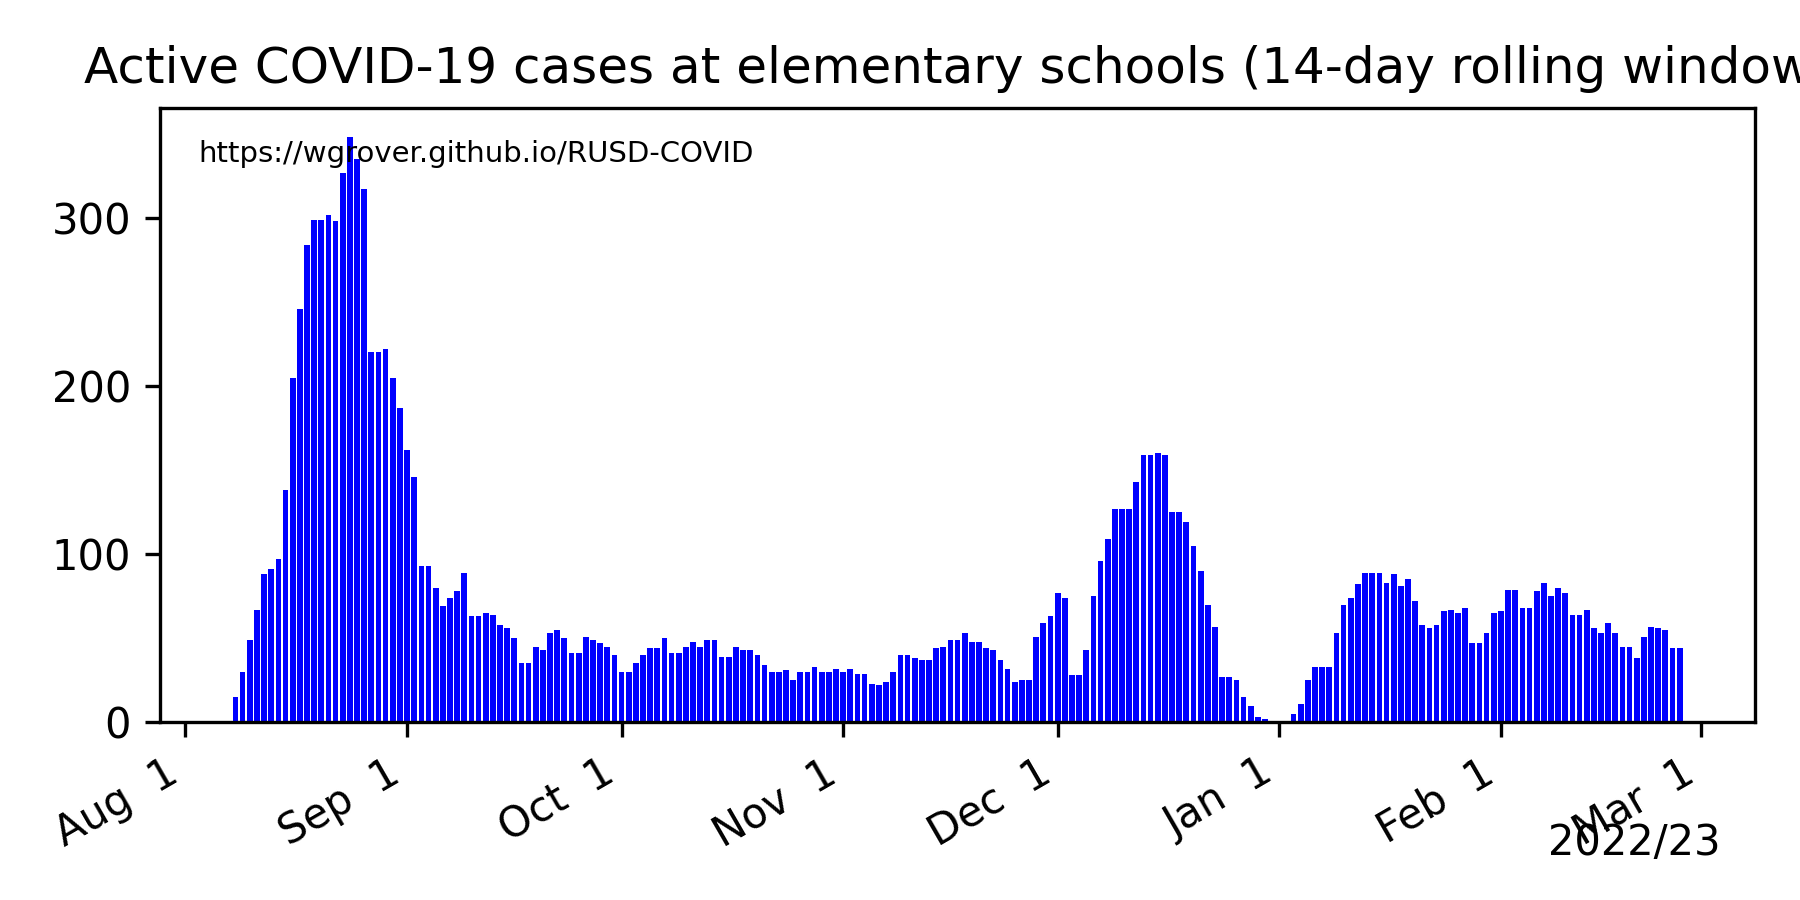 Active COVID-19 cases at elementary schools (14-day rolling window
https://wgrover.github.io/RUSD-COVID
300
200
100
0
Aug 1
Sep 1
Oct 1
Nov 1
Dec 1
Jan 1
Feb 1
Mar 1
2022/23